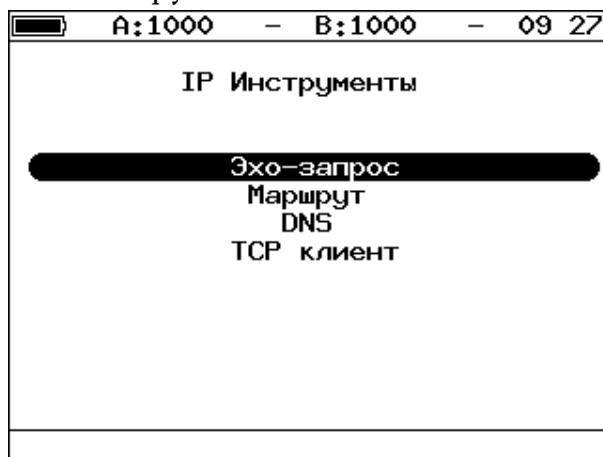 A:1000 – B:1000 – 09 27
IP Инструменты
Эхо-запрос
Маршрут
DNS
TCP клиент